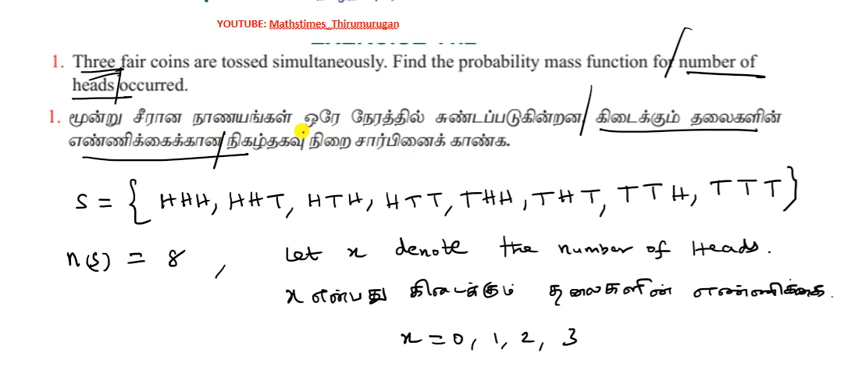 YOUTUBE: Mathstimes_Thirumurugan
1. Three fair coins are tossed simultaneously. Find the probability mass function for number of
heads occurred.
1. மூன்று சீரான நாணயங்கள் ஒரே நேரத்தில் சுண்டப்படுகின்றன கிடைக்கும் தலைகளின்
எண்ணிக்கைக்கான நிகழ்தகவு நிறை சார்பினைக் காண்க.
S = { HHH, HHT, HTH, HTT, THH, THT, TTH, TTT }
n(s) = 8 , Let x denote the number of Heads.
x என்பது கிடைக்கும் தலைகளின் எண்ணிக்கை.
x = 0, 1, 2, 3